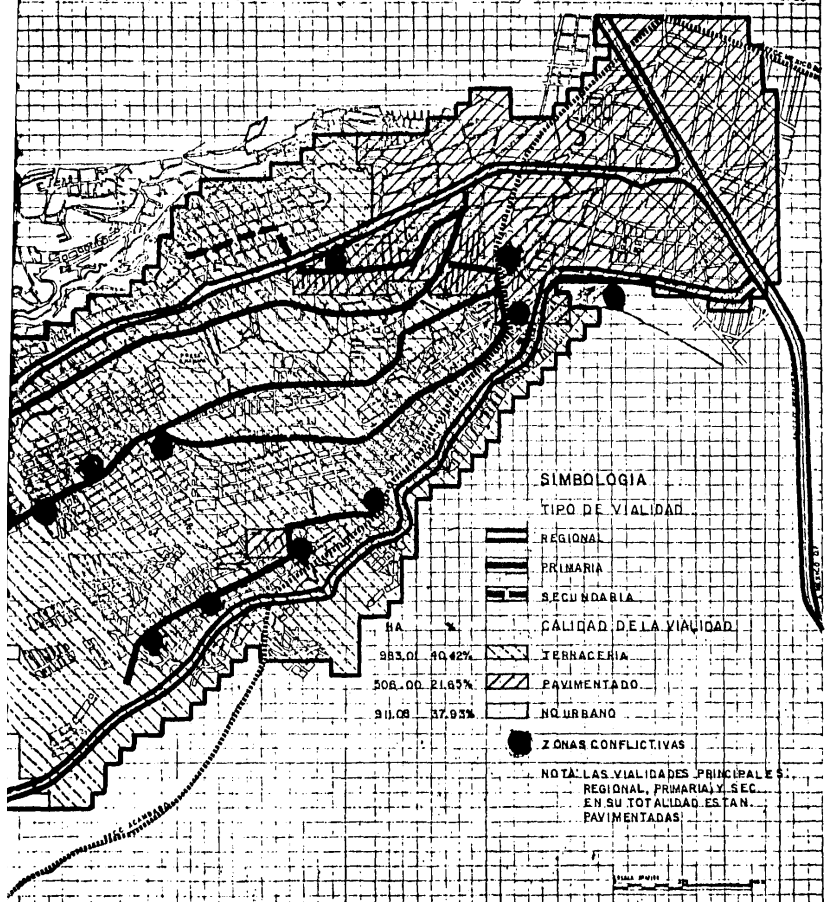 SIMBOLOGIA
TIPO DE VIALIDAD
REGIONAL
PRIMARIA
SECUNDARIA
HA % CALIDAD DE LA VIALIDAD
983.01 40.42% TERRACERIA
508.00 21.65% PAVIMENTADO
911.08 37.93% NO URBANO
ZONAS CONFLICTIVAS
NOTA: LAS VIALIDADES PRINCIPALES:
REGIONAL, PRIMARIA, Y SEC.
EN SU TOTALIDAD ESTAN
PAVIMENTADAS
F.C.C. ACAMBARO